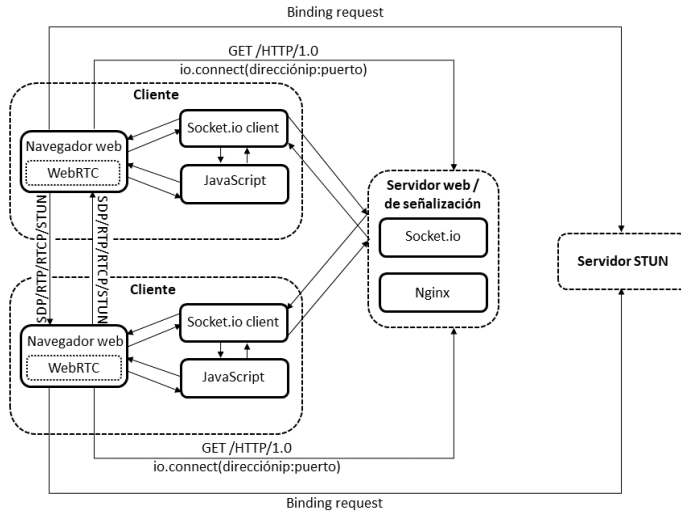 Binding request
GET /HTTP/1.0
io.connect(direcciónip:puerto)
Cliente
Navegador web
WebRTC
Socket.io client
JavaScript
SDP/RTP/RTCP/STUN
SDP/RTP/RTCP/STUN
Servidor web /
de señalización
Socket.io
Nginx
Servidor STUN
Cliente
Navegador web
WebRTC
Socket.io client
JavaScript
GET /HTTP/1.0
io.connect(direcciónip:puerto)
Binding request